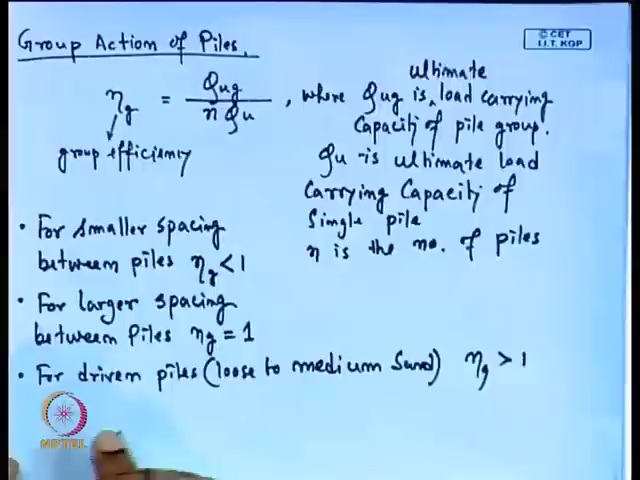 © CET
I.I.T. KGP
Group Action of Piles.
ηg = Qug / n Qu , where Qug is ultimate load carrying
capacity of pile group.
group efficiency
Qu is ultimate load
carrying capacity of
single pile
n is the no. of piles
• For smaller spacing
between piles ηg < 1
• For larger spacing
between Piles ηg = 1
• For driven piles (loose to medium Sand) ηg > 1
NPTEL